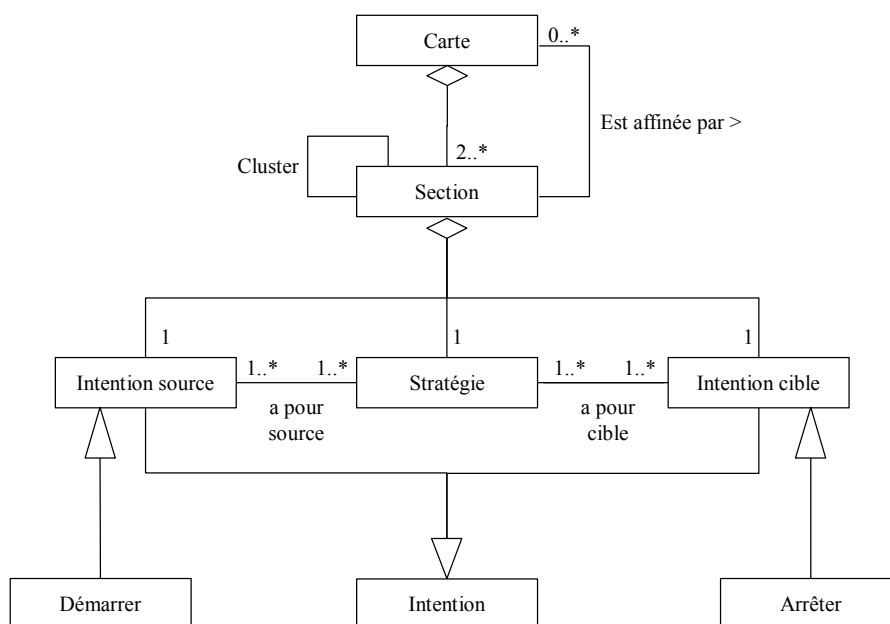 Carte
0..*
Est affinée par >
Cluster
2..*
Section
1
1
1
Intention source
1..*
1..*
Stratégie
1..*
1..*
Intention cible
a pour
source
a pour
cible
Démarrer
Intention
Arrêter